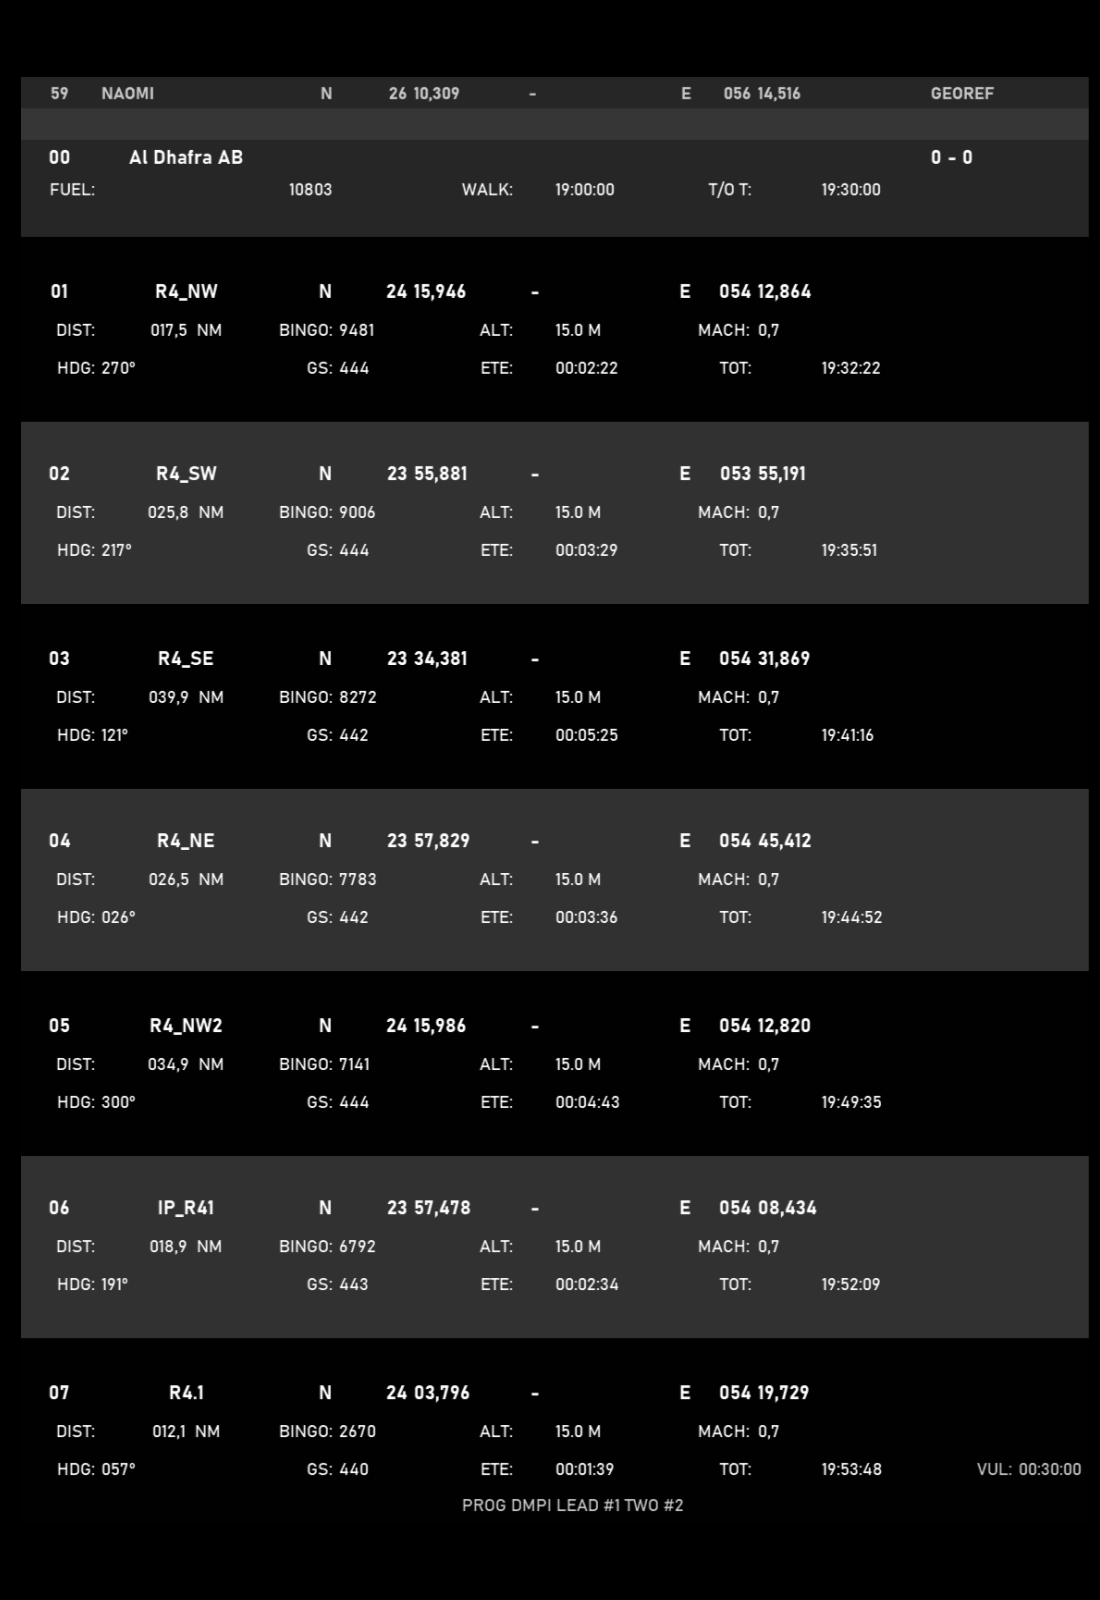 59 NAOMI N 26 10,309 - E 056 14,516 GEOREF
00 Al Dhafra AB 0 - 0
FUEL: 10803 WALK: 19:00:00 T/O T: 19:30:00
01 R4_NW N 24 15,946 - E 054 12,864
DIST: 017,5 NM BINGO: 9481 ALT: 15.0 M MACH: 0,7
HDG: 270° GS: 444 ETE: 00:02:22 TOT: 19:32:22
02 R4_SW N 23 55,881 - E 053 55,191
DIST: 025,8 NM BINGO: 9006 ALT: 15.0 M MACH: 0,7
HDG: 217° GS: 444 ETE: 00:03:29 TOT: 19:35:51
03 R4_SE N 23 34,381 - E 054 31,869
DIST: 039,9 NM BINGO: 8272 ALT: 15.0 M MACH: 0,7
HDG: 121° GS: 442 ETE: 00:05:25 TOT: 19:41:16
04 R4_NE N 23 57,829 - E 054 45,412
DIST: 026,5 NM BINGO: 7783 ALT: 15.0 M MACH: 0,7
HDG: 026° GS: 442 ETE: 00:03:36 TOT: 19:44:52
05 R4_NW2 N 24 15,986 - E 054 12,820
DIST: 034,9 NM BINGO: 7141 ALT: 15.0 M MACH: 0,7
HDG: 300° GS: 444 ETE: 00:04:43 TOT: 19:49:35
06 IP_R41 N 23 57,478 - E 054 08,434
DIST: 018,9 NM BINGO: 6792 ALT: 15.0 M MACH: 0,7
HDG: 191° GS: 443 ETE: 00:02:34 TOT: 19:52:09
07 R4.1 N 24 03,796 - E 054 19,729
DIST: 012,1 NM BINGO: 2670 ALT: 15.0 M MACH: 0,7
HDG: 057° GS: 440 ETE: 00:01:39 TOT: 19:53:48 VUL: 00:30:00
PROG DMPI LEAD #1 TWO #2